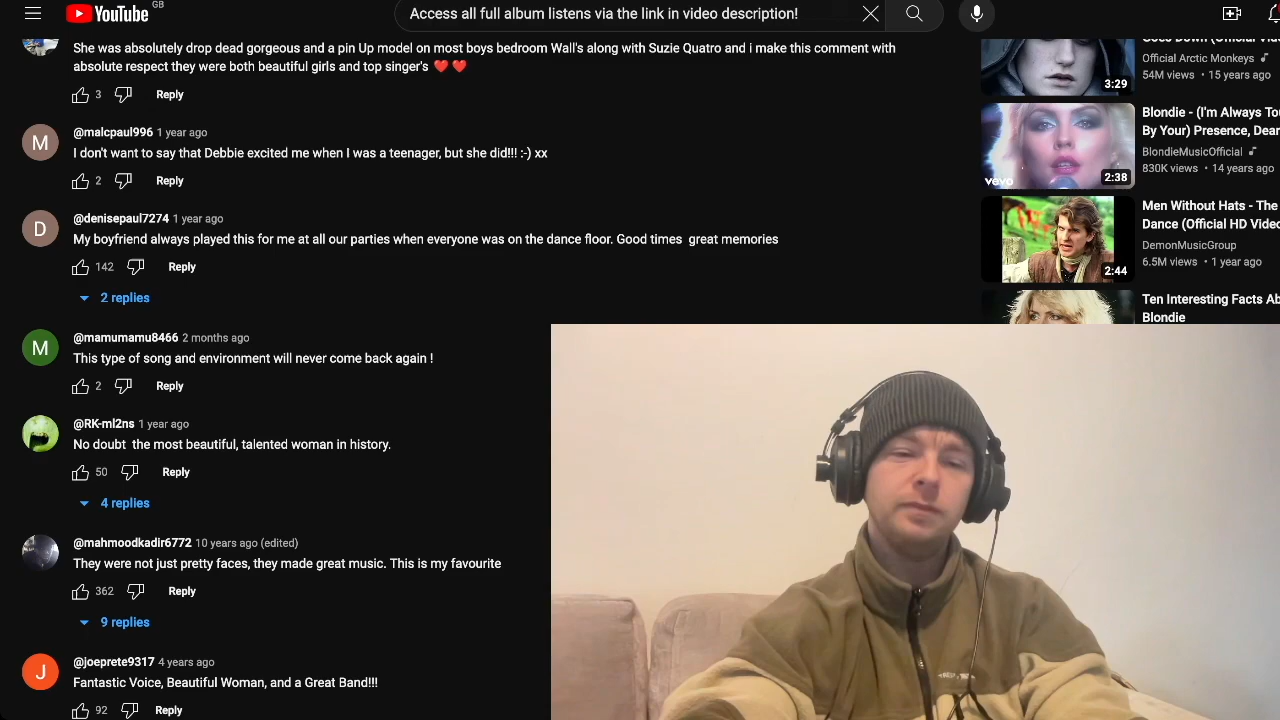 YouTube GB
Access all full album listens via the link in video description!
She was absolutely drop dead gorgeous and a pin Up model on most boys bedroom Wall's along with Suzie Quatro and i make this comment with
absolute respect they were both beautiful girls and top singer's
3 Reply
M
@malcpaul996 1 year ago
I don't want to say that Debbie excited me when I was a teenager, but she did!!! :-) xx
2 Reply
D
@denisepaul7274 1 year ago
My boyfriend always played this for me at all our parties when everyone was on the dance floor. Good times great memories
142 Reply
2 replies
M
@mamumamu8466 2 months ago
This type of song and environment will never come back again !
2 Reply
@RK-ml2ns 1 year ago
No doubt the most beautiful, talented woman in history.
50 Reply
4 replies
@mahmoodkadir6772 10 years ago (edited)
They were not just pretty faces, they made great music. This is my favourite
362 Reply
9 replies
J
@joeprete9317 4 years ago
Fantastic Voice, Beautiful Woman, and a Great Band!!!
92 Reply
Goes Down (Official Vide
Official Arctic Monkeys
54M views • 15 years ago
3:29
Blondie - (I'm Always Tou
By Your) Presence, Dear
BlondieMusicOfficial
830K views • 14 years ago
vevo
2:38
Men Without Hats - The
Dance (Official HD Video
DemonMusicGroup
6.5M views • 1 year ago
2:44
Ten Interesting Facts Ab
Blondie